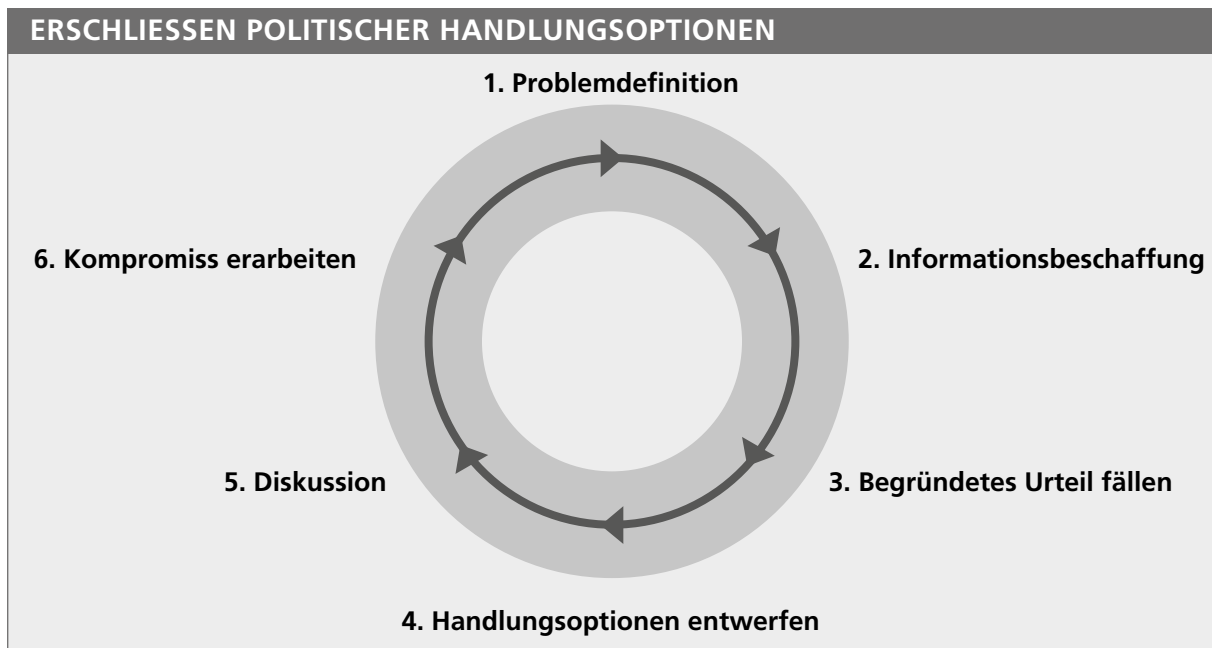 ERSCHLIESSEN POLITISCHER HANDLUNGSOPTIONEN
1. Problemdefinition
2. Informationsbeschaffung
3. Begründetes Urteil fällen
4. Handlungsoptionen entwerfen
5. Diskussion
6. Kompromiss erarbeiten